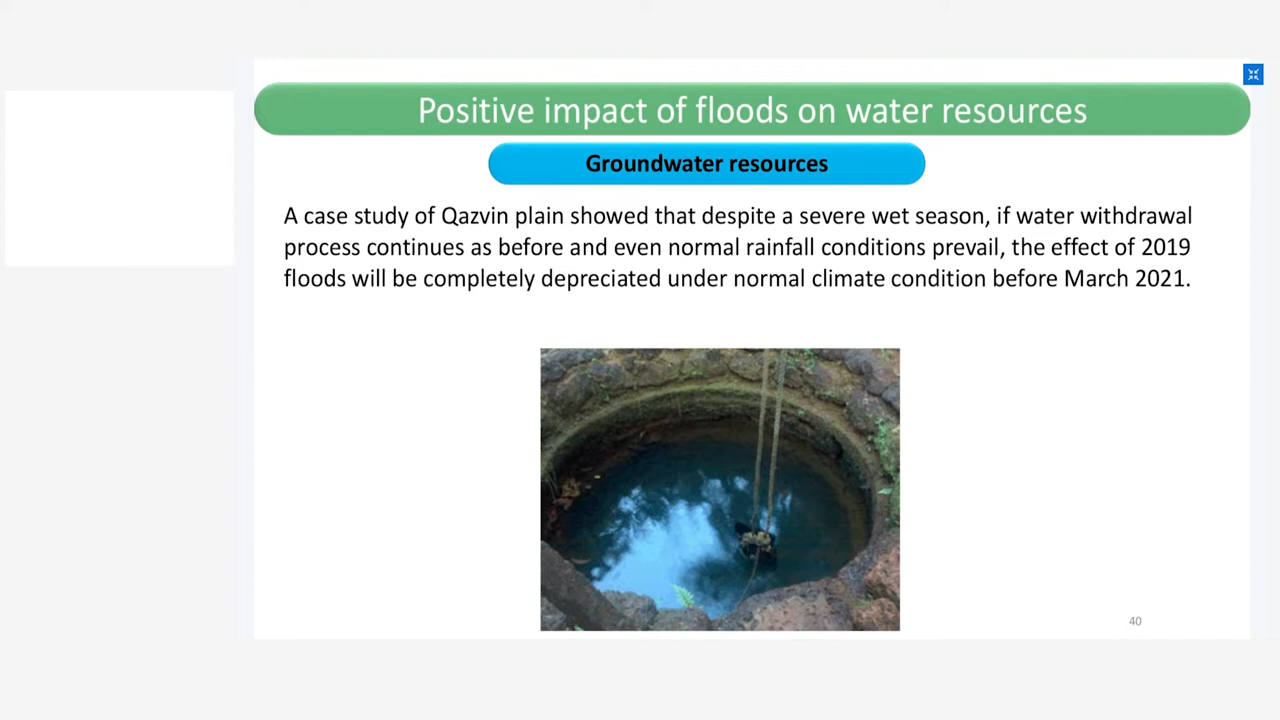 Positive impact of floods on water resources
Groundwater resources
A case study of Qazvin plain showed that despite a severe wet season, if water withdrawal
process continues as before and even normal rainfall conditions prevail, the effect of 2019
floods will be completely depreciated under normal climate condition before March 2021.
40